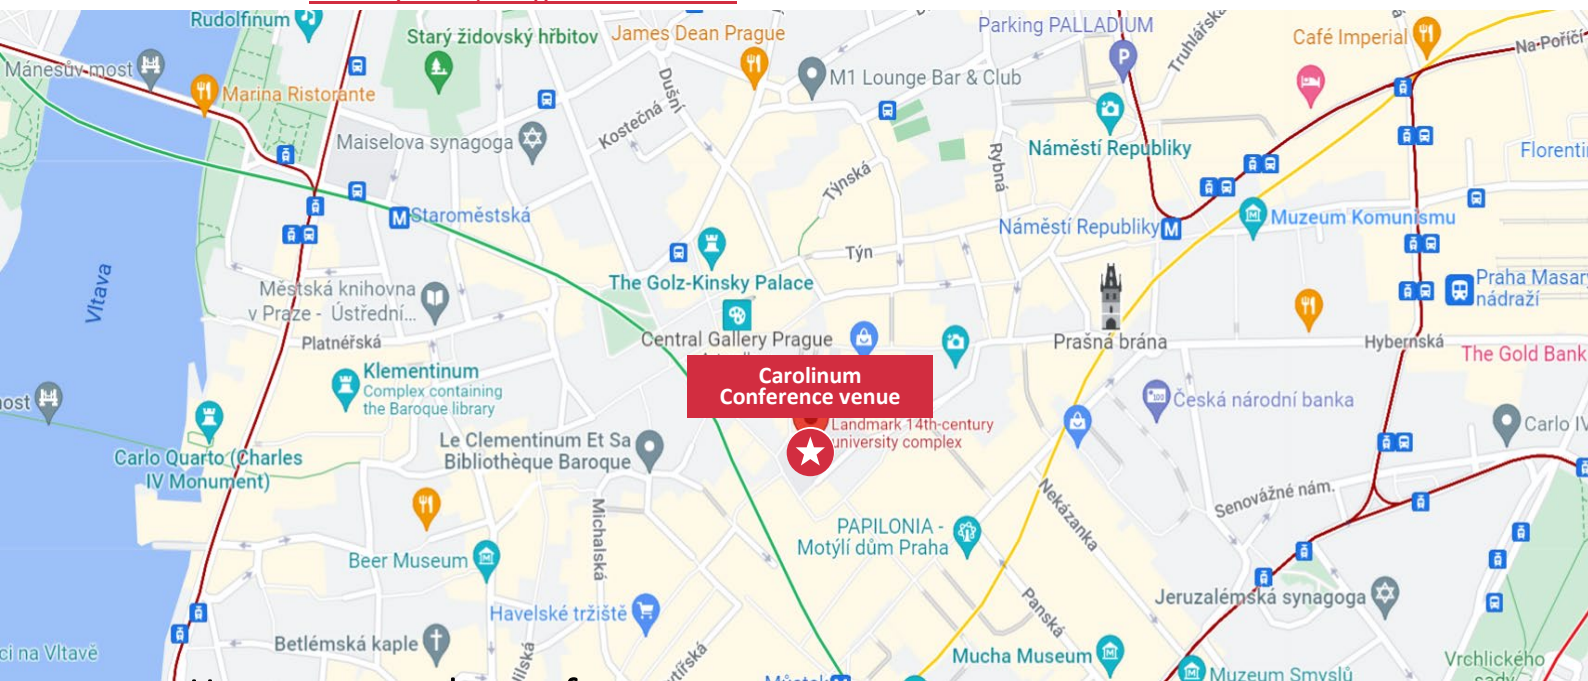 Rudolfinum
Starý židovský hřbitov
James Dean Prague
Parking PALLADIUM
Truhlářská
Café Imperial
Na Poříčí
Mánesův most
Marina Ristorante
Dušní
M1 Lounge Bar & Club
P
Kostečná
Maiselova synagoga
Náměstí Republiky
Rybná
Týnská
M Staroměstská
Náměstí Republiky M
Muzeum Komunismu
Týn
Vltava
The Golz-Kinsky Palace
Městská knihovna
v Praze - Ústřední...
Praha Masar
nádraží
Central Gallery Prague
Platnéřská
Prašná brána
Hybernská
The Gold Bank
Klementinum
Complex containing
the Baroque library
Carolinum
Conference venue
Česká národní banka
Landmark 14th-century
university complex
Carlo IV
Le Clementinum Et Sa
Bibliothèque Baroque
Carlo Quarto (Charles
IV Monument)
Senovážné nám.
Nekázanka
Michalská
PAPILONIA -
Motýlí dům Praha
Beer Museum
Panská
Jeruzalémská synagoga
Havelské tržiště
Betlémská kaple
ci na Vltavě
Mucha Museum
Muzeum Smyslů
Vrchlického